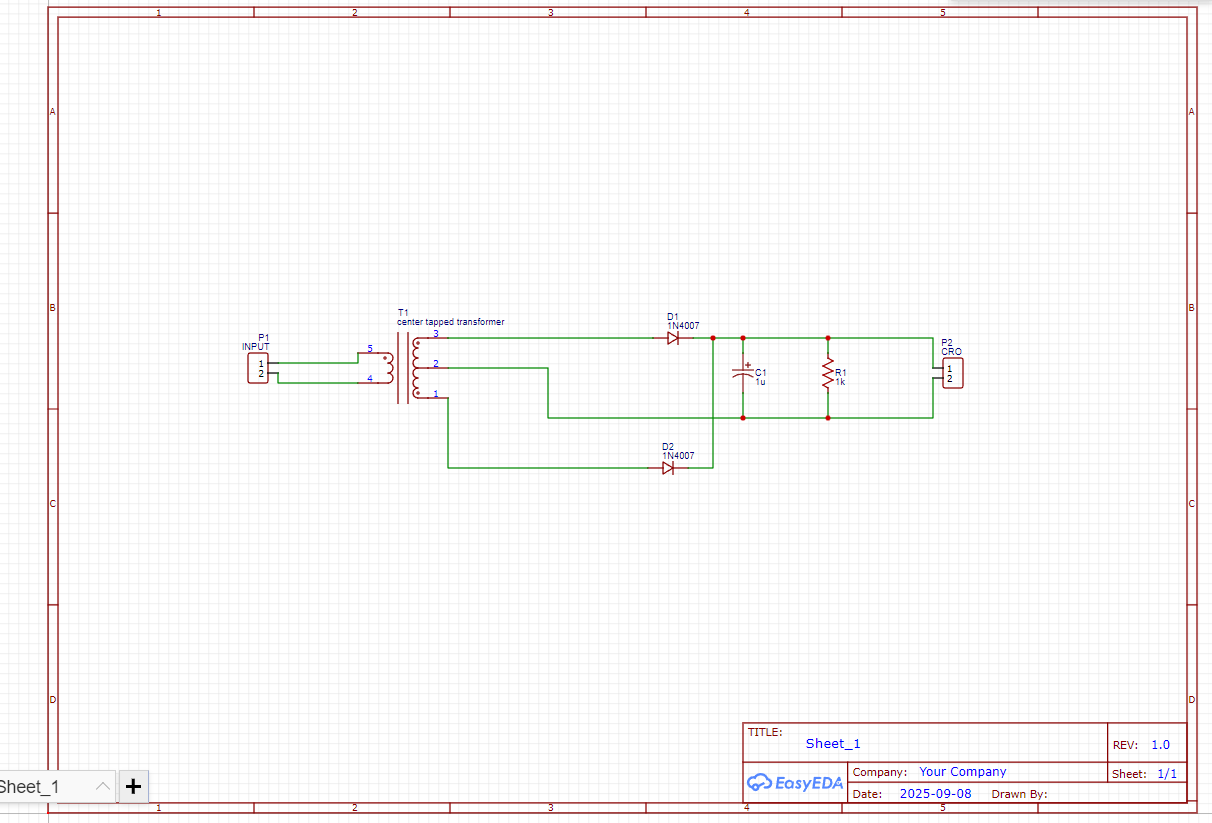 1 2 3 4 5
A A
T1
center tapped transformer
D1
1N4007
B B
P1
INPUT
1
2
5
4
3
2
1
C1
1u
R1
1k
P2
CRO
1
2
D2
1N4007
C C
D D
TITLE:
Sheet_1
REV: 1.0
EasyEDA
Company: Your Company
Sheet: 1/1
Date: 2025-09-08 Drawn By:
Sheet_1
1 2 3 4 5